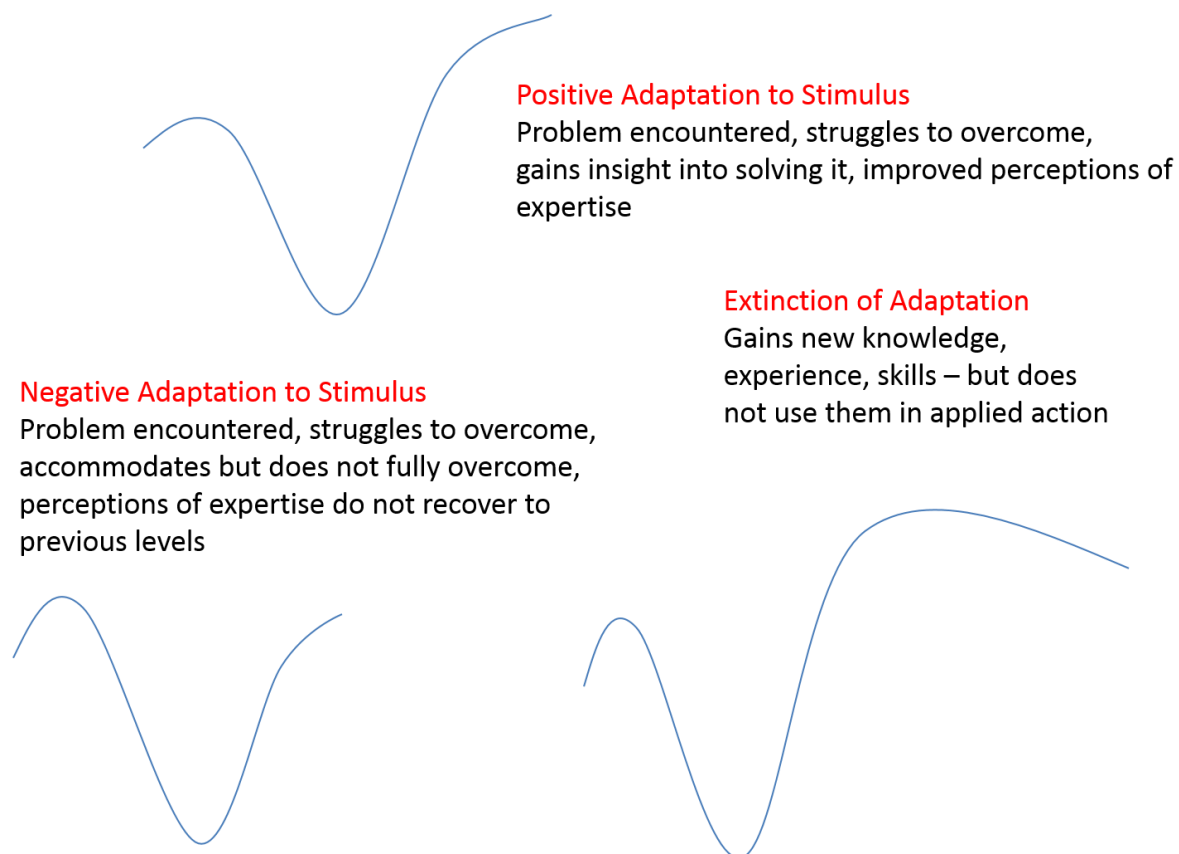 Positive Adaptation to Stimulus
Problem encountered, struggles to overcome,
gains insight into solving it, improved perceptions of
expertise
Extinction of Adaptation
Gains new knowledge,
experience, skills – but does
not use them in applied action
Negative Adaptation to Stimulus
Problem encountered, struggles to overcome,
accommodates but does not fully overcome,
perceptions of expertise do not recover to
previous levels